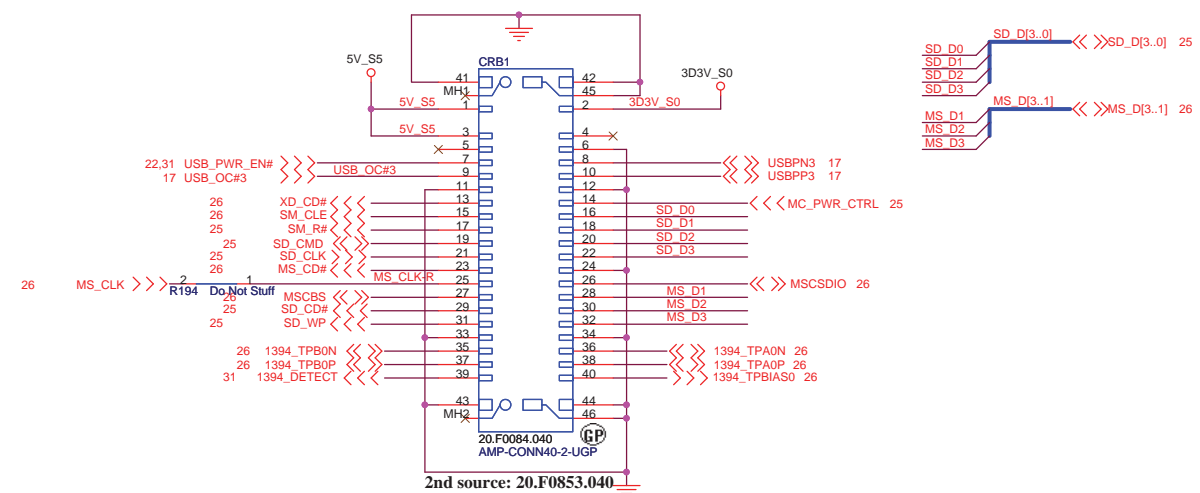 CRB1
5V_S5
3D3V_S0
41 42
MH1 45
5V_S5 1 2 3D3V_S0
5V_S5 3 4
5 6
22,31 USB_PWR_EN# 7 8 USBPN3 17
17 USB_OC#3 USB_OC#3 9 10 USBPP3 17
11 12
26 XD_CD# 13 14 MC_PWR_CTRL 25
26 SM_CLE 15 16 SD_D0
25 SM_R# 17 18 SD_D1
25 SD_CMD 19 20 SD_D2
25 SD_CLK 21 22 SD_D3
26 MS_CD# 23 24
26 MS_CLK 2 1 MS_CLK-R 25 26 MSCSDIO 26
R194 Do Not Stuff
26 MSCBS 27 28 MS_D1
25 SD_CD# 29 30 MS_D2
25 SD_WP 31 32 MS_D3
33 34
26 1394_TPB0N 35 36 1394_TPA0N 26
26 1394_TPB0P 37 38 1394_TPA0P 26
31 1394_DETECT 39 40 1394_TPBIAS0 26
43 44
MH2 46
20.F0084.040 GP
AMP-CONN40-2-UGP
2nd source: 20.F0853.040
SD_D[3..0] SD_D[3..0] 25
SD_D0
SD_D1
SD_D2
SD_D3
MS_D[3..1] MS_D[3..1] 26
MS_D1
MS_D2
MS_D3